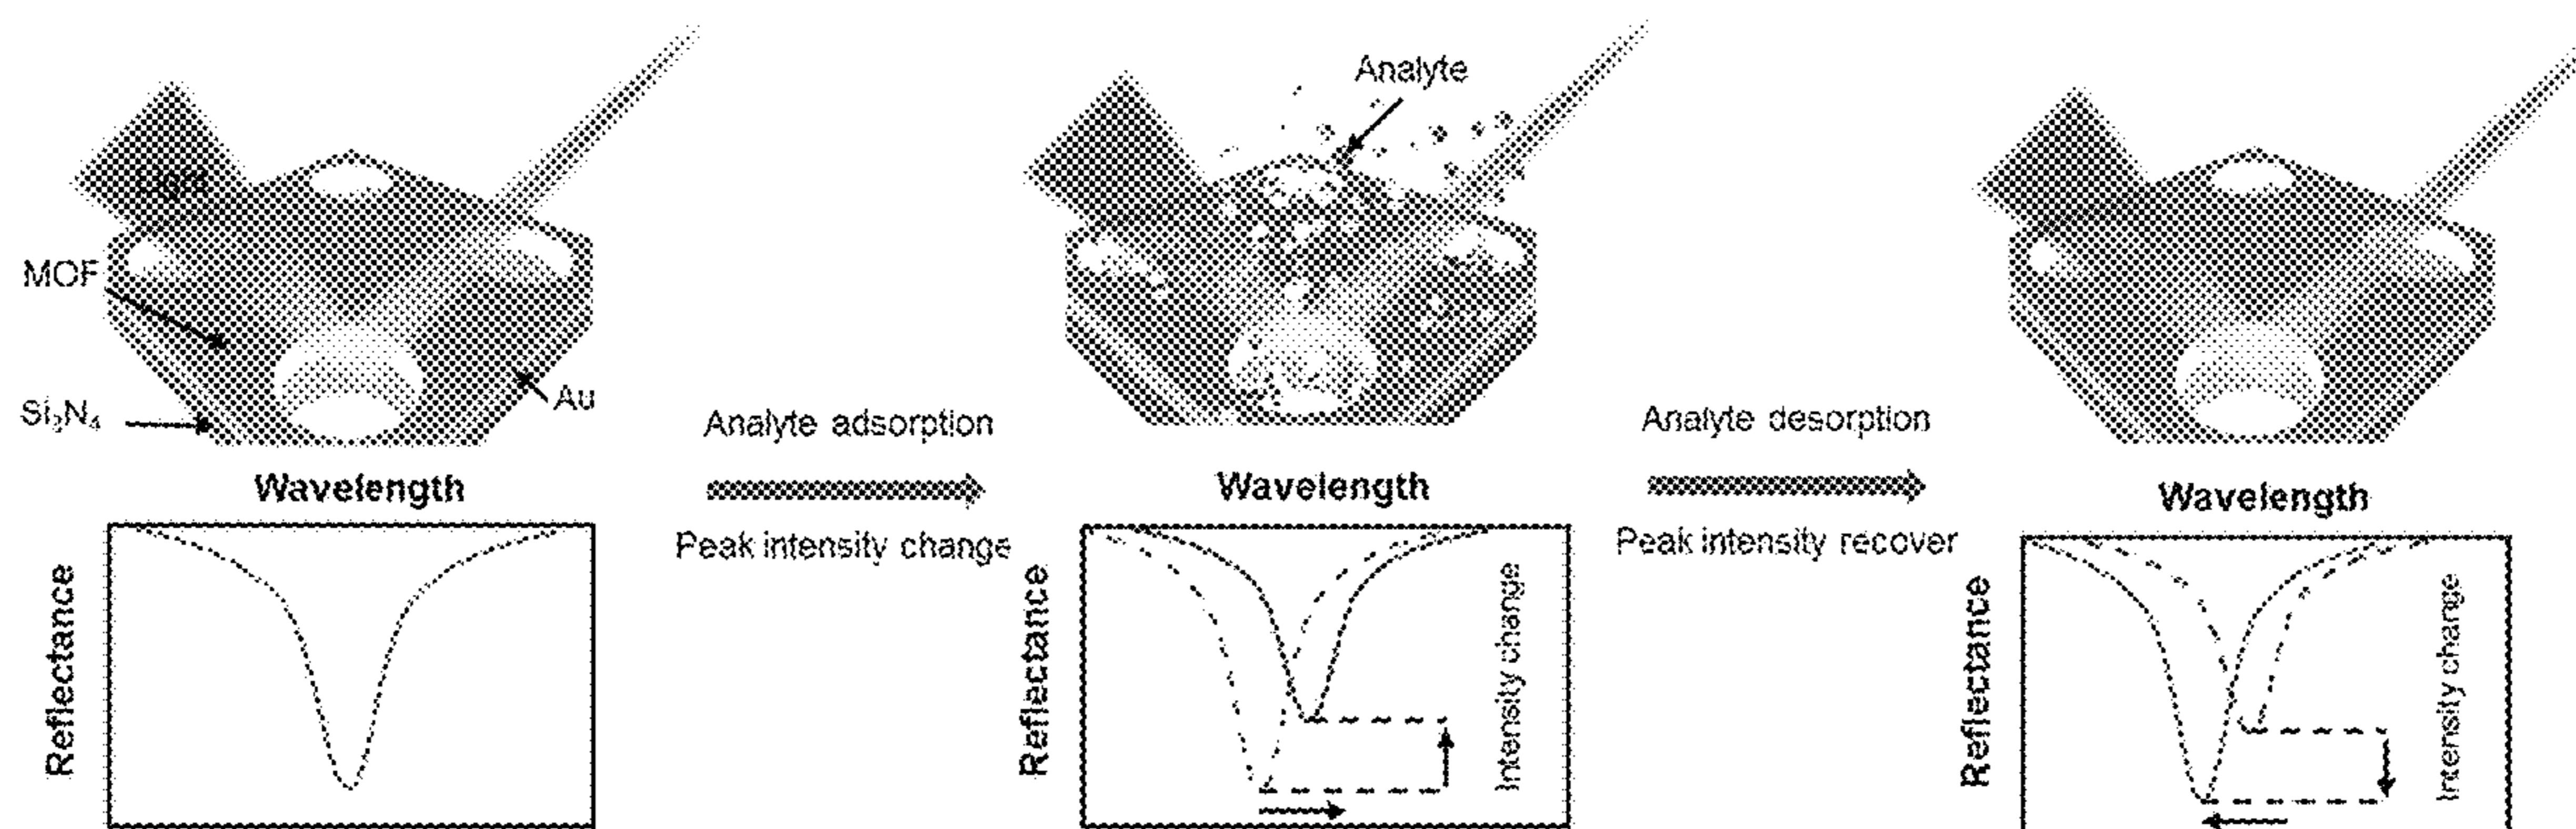 Analyte
Light
MOF
Si₃N₄
Au
Analyte adsorption
Peak intensity change
Analyte desorption
Peak intensity recover
Wavelength
Reflectance
Wavelength
Reflectance
Intensity change
Wavelength
Reflectance
Intensity change